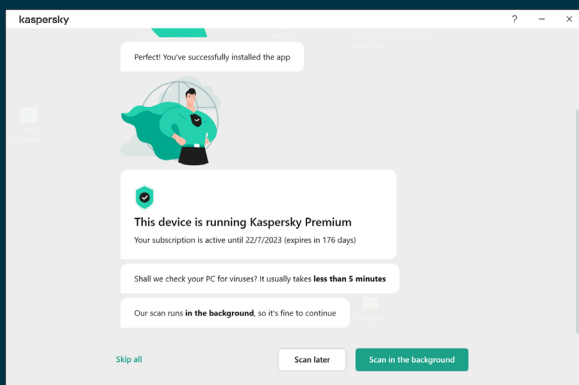 kaspersky
?
Perfect! You've successfully installed the app
This device is running Kaspersky Premium
Your subscription is active until 22/7/2023 (expires in 176 days)
Shall we check your PC for viruses? It usually takes less than 5 minutes
Our scan runs in the background, so it's fine to continue
Skip all
Scan later
Scan in the background